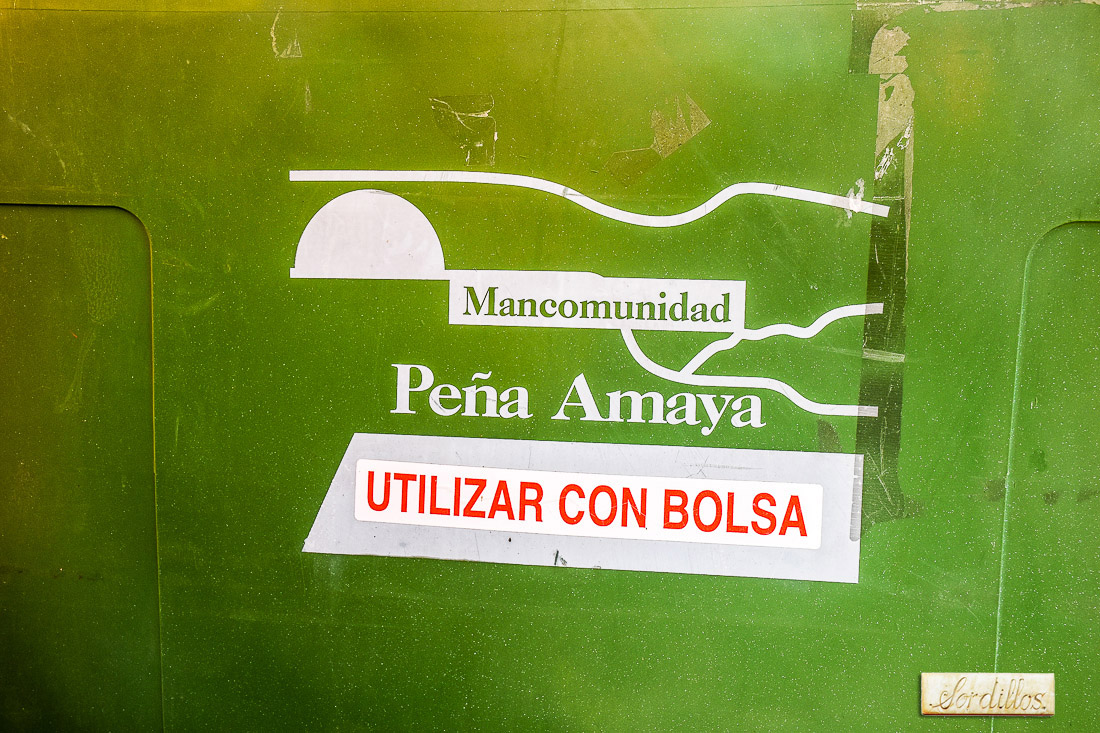 Mancomunidad
Peña Amaya
UTILIZAR CON BOLSA
Sordillos.